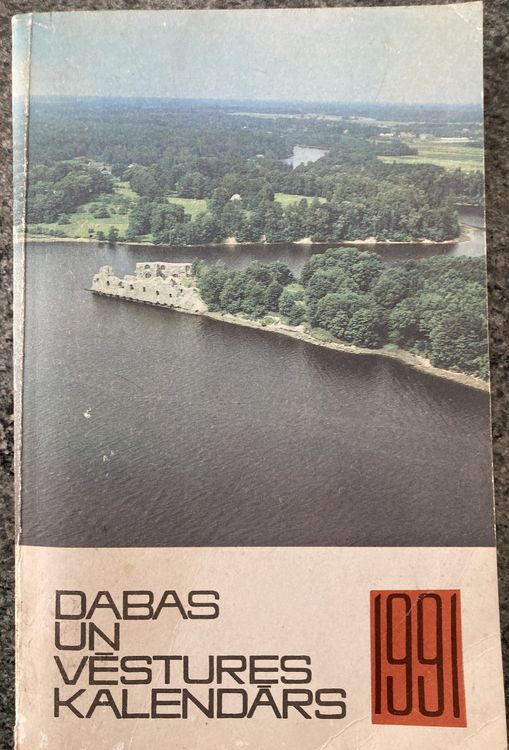 DABAS
UN
VĒSTURES
KALENDĀRS
1991